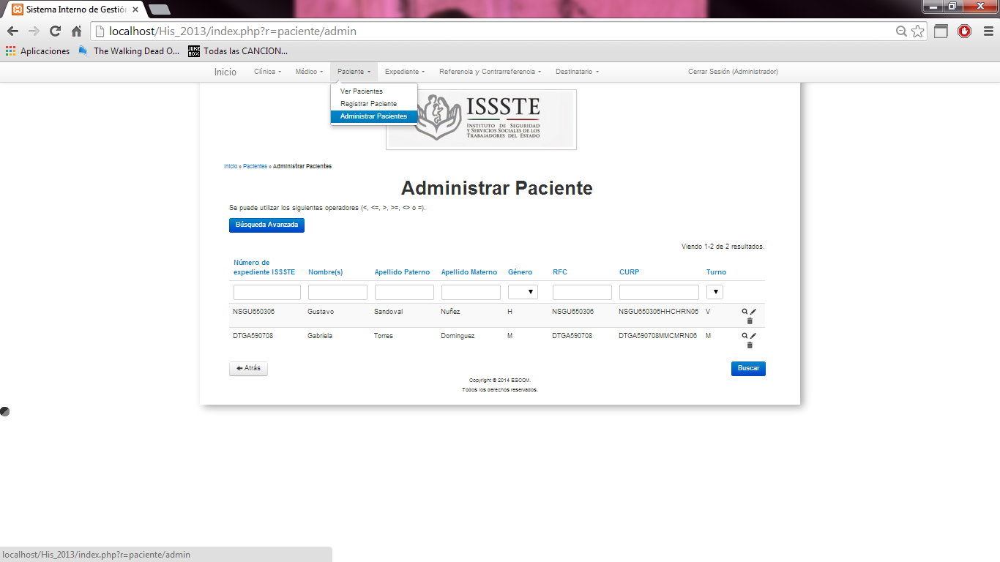 Sistema Interno de Gestión
localhost/His_2013/index.php?r=paciente/admin
Aplicaciones The Walking Dead O... JUKE BOX Todas las CANCION...
Inicio Clínica Médico Paciente Expediente Referencia y Contrarreferencia Destinatario Cerrar Sesión (Administrador)
Ver Pacientes
Registrar Paciente
Administrar Pacientes
ISSSTE
INSTITUTO DE SEGURIDAD
Y SERVICIOS SOCIALES DE LOS
TRABAJADORES DEL ESTADO
Inicio » Pacientes » Administrar Pacientes
Administrar Paciente
Se puede utilizar los siguientes operadores (<, <=, >, >=, <> o =).
Búsqueda Avanzada
Viendo 1-2 de 2 resultados.
Número de
expediente ISSSTE Nombre(s) Apellido Paterno Apellido Materno Género RFC CURP Turno
NSGU650306 Gustavo Sandoval Nuñez H NSGU650306 NSGU650306HHCHRN06 V
DTGA590708 Gabriela Torres Dominguez M DTGA590708 DTGA590708MMCMRN06 M
Atrás Buscar
Copyright © 2014 ESCOM.
Todos los derechos reservados.
localhost/His_2013/index.php?r=paciente/admin